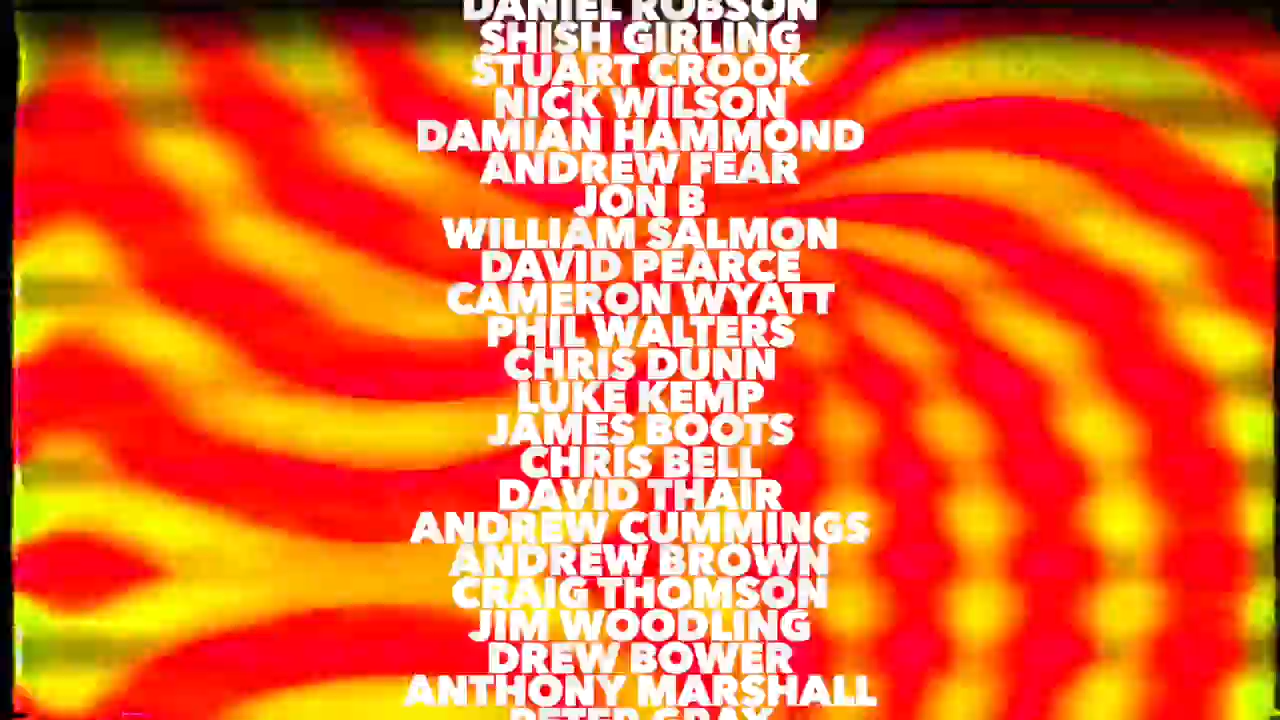 DANIEL ROBSON
SHISH GIRLING
STUART CROOK
NICK WILSON
DAMIAN HAMMOND
ANDREW FEAR
JON B
WILLIAM SALMON
DAVID PEARCE
CAMERON WYATT
PHIL WALTERS
CHRIS DUNN
LUKE KEMP
JAMES BOOTS
CHRIS BELL
DAVID THAIR
ANDREW CUMMINGS
ANDREW BROWN
CRAIG THOMSON
JIM WOODLING
DREW BOWER
ANTHONY MARSHALL
PETER GRAY